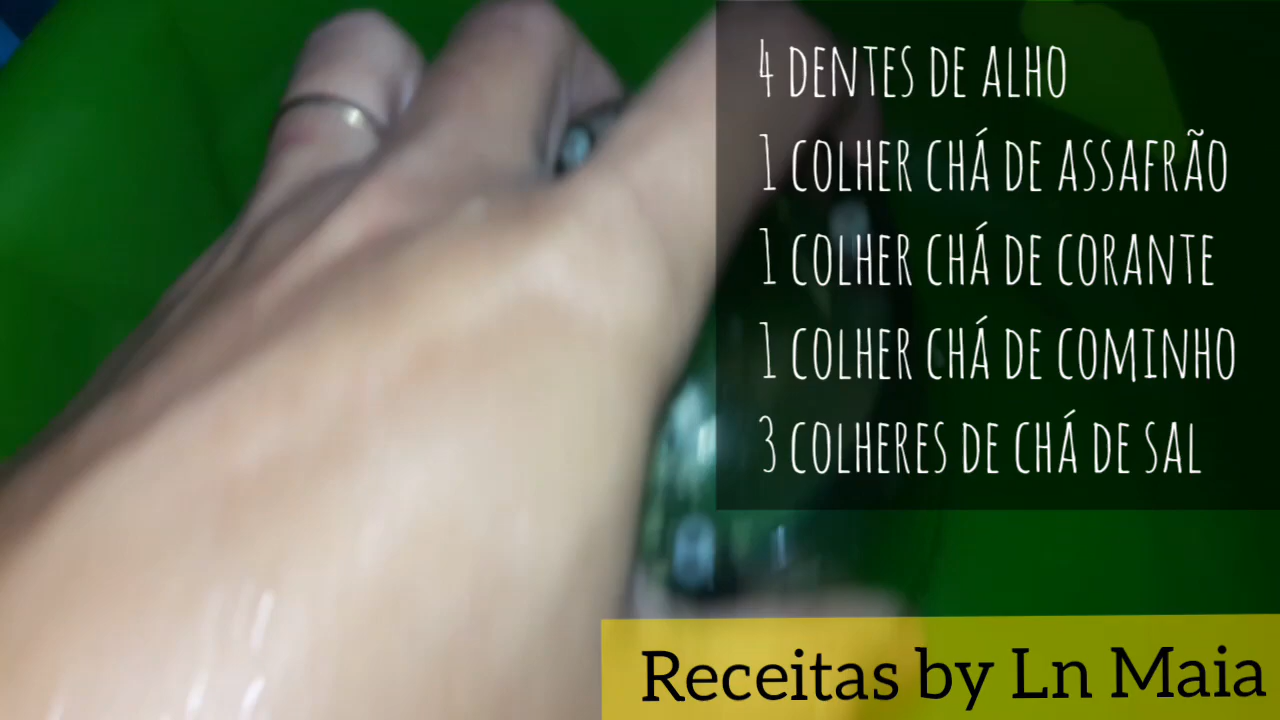 4 DENTES DE ALHO
1 COLHER CHÁ DE ASSAFRÃO
1 COLHER CHÁ DE CORANTE
1 COLHER CHÁ DE COMINHO
3 COLHERES DE CHÁ DE SAL
Receitas by Ln Maia